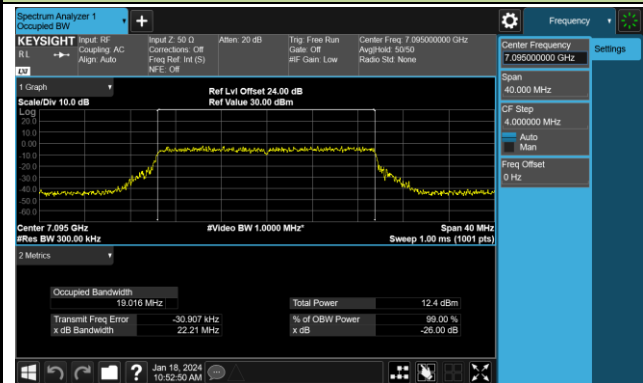 Spectrum Analyzer 1
Occupied BW
Frequency
KEYSIGHT
RL
LXI
Input: RF
Coupling: AC
Align: Auto
Input Z: 50 Ω
Corrections: Off
Freq Ref: Int (S)
NFE: Off
Atten: 20 dB
Trig: Free Run
Gate: Off
#IF Gain: Low
Center Freq: 7.095000000 GHz
Avg|Hold: 50/50
Radio Std: None
Center Frequency
7.095000000 GHz
Settings
Span
40.000 MHz
CF Step
4.000000 MHz
Auto
Man
Freq Offset
0 Hz
1 Graph
Scale/Div 10.0 dB
Ref Lvl Offset 24.00 dB
Ref Value 30.00 dBm
Log
20.0
10.0
0.00
-10.0
-20.0
-30.0
-40.0
-50.0
-60.0
Center 7.095 GHz
#Res BW 300.00 kHz
#Video BW 1.0000 MHz*
Span 40 MHz
Sweep 1.00 ms (1001 pts)
2 Metrics
Occupied Bandwidth
19.016 MHz
Total Power 12.4 dBm
Transmit Freq Error -30.907 kHz
% of OBW Power 99.00 %
x dB Bandwidth 22.21 MHz
x dB -26.00 dB
?
Jan 18, 2024
10:52:50 AM